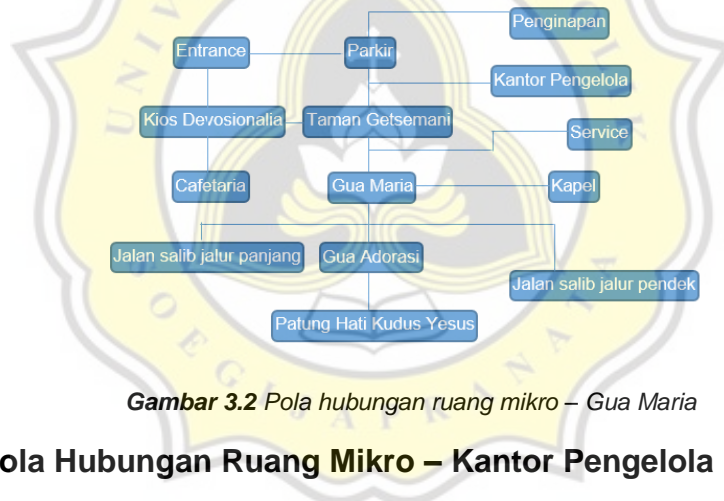 Penginapan
Entrance
Parkir
Kantor Pengelola
Kios Devosionalia
Taman Getsemani
Service
Cafetaria
Gua Maria
Kapel
Jalan salib jalur panjang
Gua Adorasi
Jalan salib jalur pendek
Patung Hati Kudus Yesus
Gambar 3.2 Pola hubungan ruang mikro – Gua Maria
ola Hubungan Ruang Mikro – Kantor Pengelola
SOEGIJAPRANATA